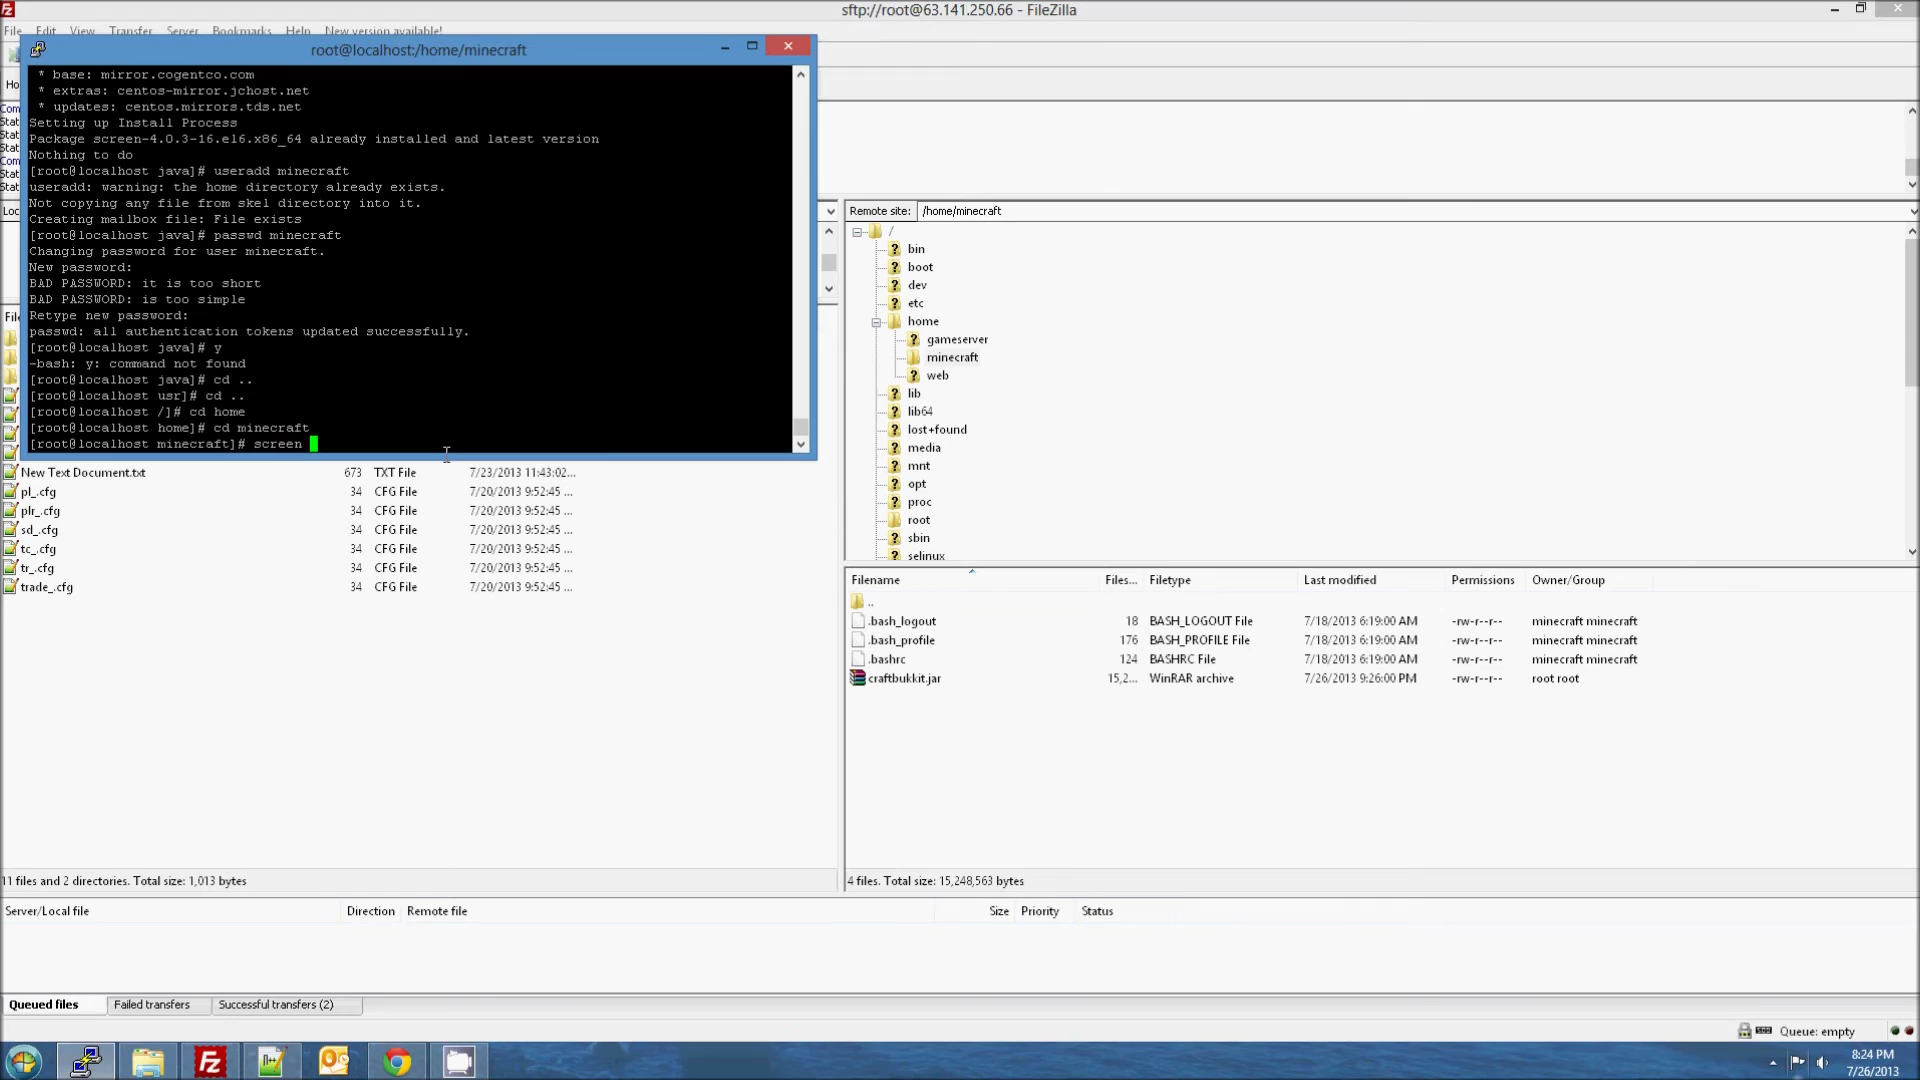 sftp://root@63.141.250.66 - FileZilla
File Edit View Transfer Server Bookmarks Help New version available!
root@localhost:/home/minecraft
* base: mirror.cogentco.com
* extras: centos-mirror.jchost.net
* updates: centos.mirrors.tds.net
Setting up Install Process
Package screen-4.0.3-16.el6.x86_64 already installed and latest version
Nothing to do
[root@localhost java]# useradd minecraft
useradd: warning: the home directory already exists.
Not copying any file from skel directory into it.
Creating mailbox file: File exists
[root@localhost java]# passwd minecraft
Changing password for user minecraft.
New password:
BAD PASSWORD: it is too short
BAD PASSWORD: is too simple
Retype new password:
passwd: all authentication tokens updated successfully.
[root@localhost java]# y
-bash: y: command not found
[root@localhost java]# cd ..
[root@localhost usr]# cd ..
[root@localhost /]# cd home
[root@localhost home]# cd minecraft
[root@localhost minecraft]# screen
New Text Document.txt 673 TXT File 7/23/2013 11:43:02...
pl_.cfg 34 CFG File 7/20/2013 9:52:45 ...
plr_.cfg 34 CFG File 7/20/2013 9:52:45 ...
sd_.cfg 34 CFG File 7/20/2013 9:52:45 ...
tc_.cfg 34 CFG File 7/20/2013 9:52:45 ...
tr_.cfg 34 CFG File 7/20/2013 9:52:45 ...
trade_.cfg 34 CFG File 7/20/2013 9:52:45 ...
11 files and 2 directories. Total size: 1,013 bytes
Remote site: /home/minecraft
/
bin
boot
dev
etc
home
gameserver
minecraft
web
lib
lib64
lost+found
media
mnt
opt
proc
root
sbin
selinux
Filename Files... Filetype Last modified Permissions Owner/Group
..
.bash_logout 18 BASH_LOGOUT File 7/18/2013 6:19:00 AM -rw-r--r-- minecraft minecraft
.bash_profile 176 BASH_PROFILE File 7/18/2013 6:19:00 AM -rw-r--r-- minecraft minecraft
.bashrc 124 BASHRC File 7/18/2013 6:19:00 AM -rw-r--r-- minecraft minecraft
craftbukkit.jar 15,2... WinRAR archive 7/26/2013 9:26:00 PM -rw-r--r-- root root
4 files. Total size: 15,248,563 bytes
Server/Local file Direction Remote file Size Priority Status
Queued files Failed transfers Successful transfers (2)
Queue: empty
8:24 PM
7/26/2013